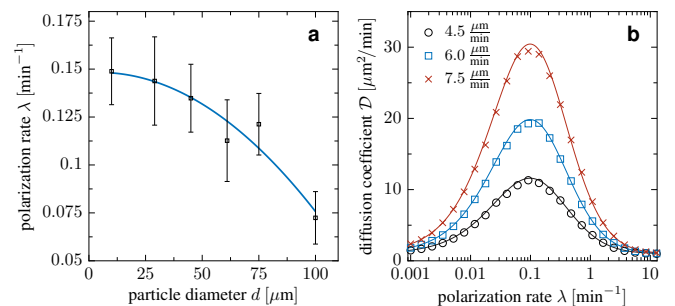 a
polarization rate λ [min⁻¹]
0.175
0.15
0.125
0.1
0.075
0.05
0 25 50 75 100
particle diameter d [μm]
b
4.5 μm/min
6.0 μm/min
7.5 μm/min
diffusion coefficient 𝒟 [μm²/min]
30
20
10
0
0.001 0.01 0.1 1 10
polarization rate λ [min⁻¹]